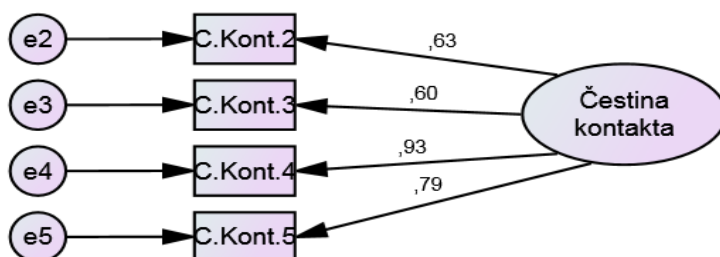 e2
C.Kont.2
,63
e3
C.Kont.3
,60
Čestina
kontakta
e4
C.Kont.4
,93
e5
C.Kont.5
,79